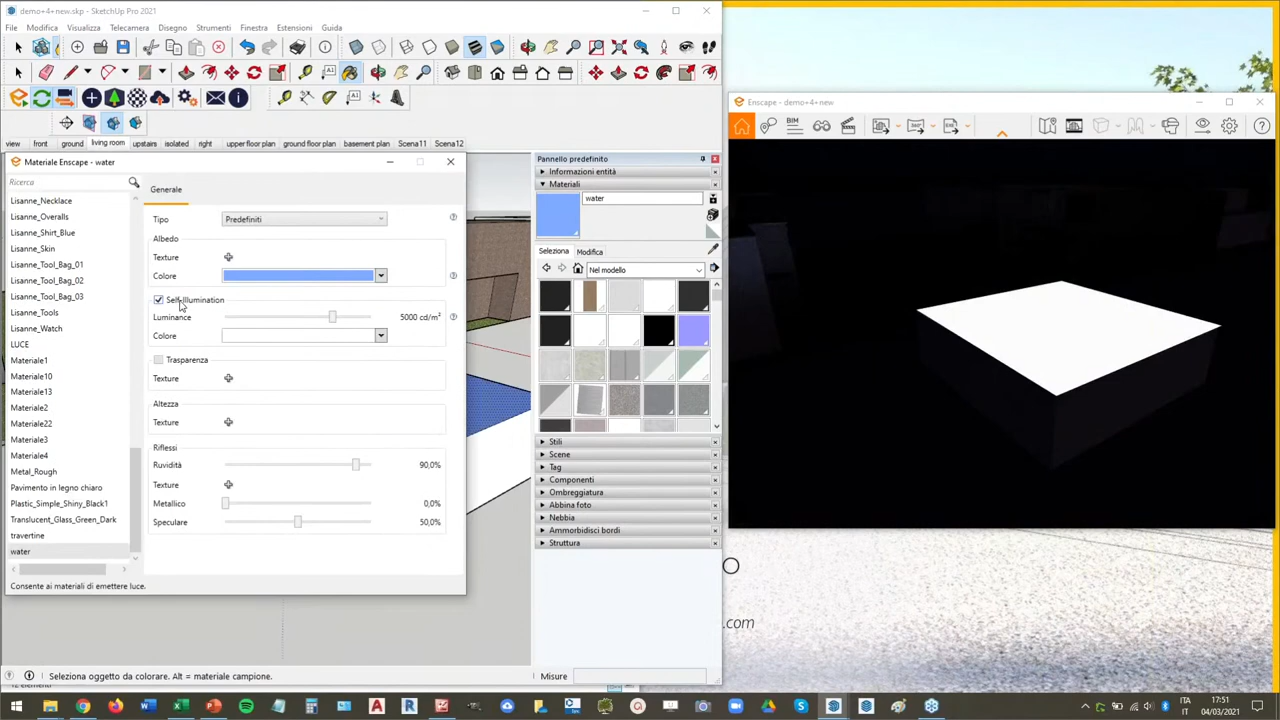 demo+4+new.skp - SketchUp Pro 2021
File Modifica Visualizza Telecamera Disegno Strumenti Finestra Estensioni Guida
view front ground living room upstairs isolated right upper floor plan ground floor plan basement plan Scena11 Scena12
Materiale Enscape - water
Ricerca
Lisanne_Necklace
Lisanne_Overalls
Lisanne_Shirt_Blue
Lisanne_Skin
Lisanne_Tool_Bag_01
Lisanne_Tool_Bag_02
Lisanne_Tool_Bag_03
Lisanne_Tools
Lisanne_Watch
LUCE
Materiale1
Materiale10
Materiale13
Materiale2
Materiale22
Materiale3
Materiale4
Metal_Rough
Pavimento in legno chiaro
Plastic_Simple_Shiny_Black1
Translucent_Glass_Green_Dark
travertine
water
Consente ai materiali di emettere luce.
Generale
Tipo Predefiniti
Albedo
Texture
Colore
Self-Illumination
Luminance 5000 cd/m²
Colore
Trasparenza
Texture
Altezza
Texture
Riflessi
Ruvidità 90,0%
Texture
Metallico 0,0%
Speculare 50,0%
Pannello predefinito
Informazioni entità
Materiali
water
Seleziona Modifica
Nel modello
Stili
Scene
Tag
Componenti
Ombreggiatura
Abbina foto
Nebbia
Ammorbidisci bordi
Struttura
Seleziona oggetto da colorare. Alt = materiale campione.
Misure
Enscape - demo+4+new
BIM
O
.com
ITA
IT
17:51
04/03/2021